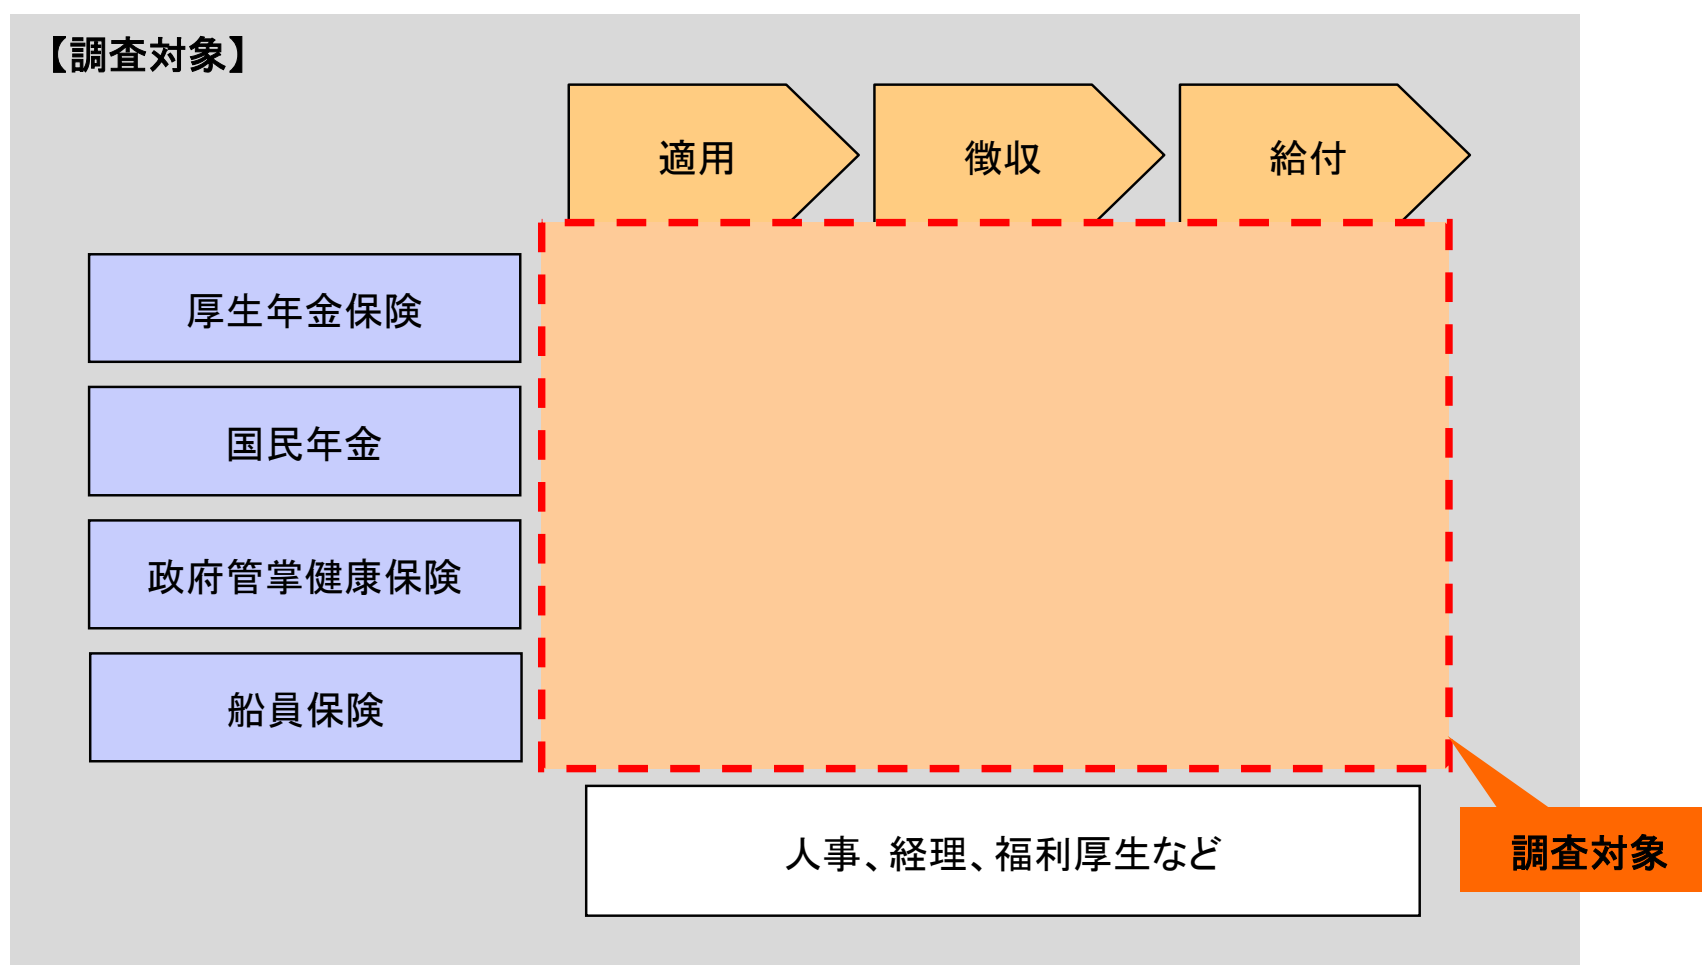 【調査対象】
適用
徴収
給付
厚生年金保険
国民年金
政府管掌健康保険
船員保険
人事、経理、福利厚生など
調査対象